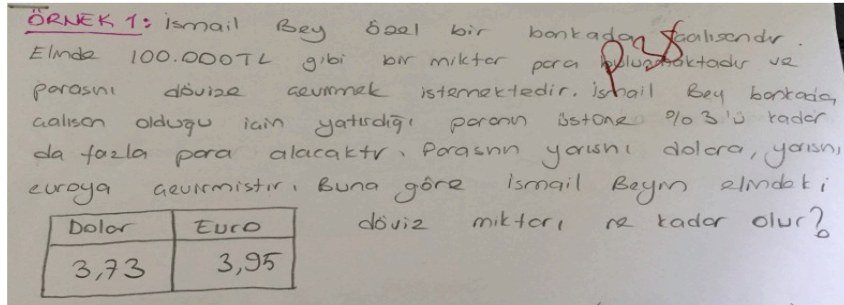 ÖRNEK 1: İsmail Bey özel bir bankada çalışandır.
Elinde 100.000TL gibi bir miktar para bulunmaktadır ve
parasını dövize çevirmek istemektedir. İsmail Bey bankada,
çalışan olduğu için yatırdığı paranın üstüne %3'ü kadar
da fazla para alacaktır. Parasının yarısını dolara, yarısını
euroya çevirmiştir. Buna göre İsmail Beyin elindeki
döviz miktarı ne kadar olur?
Dolar Euro
3,73 3,95